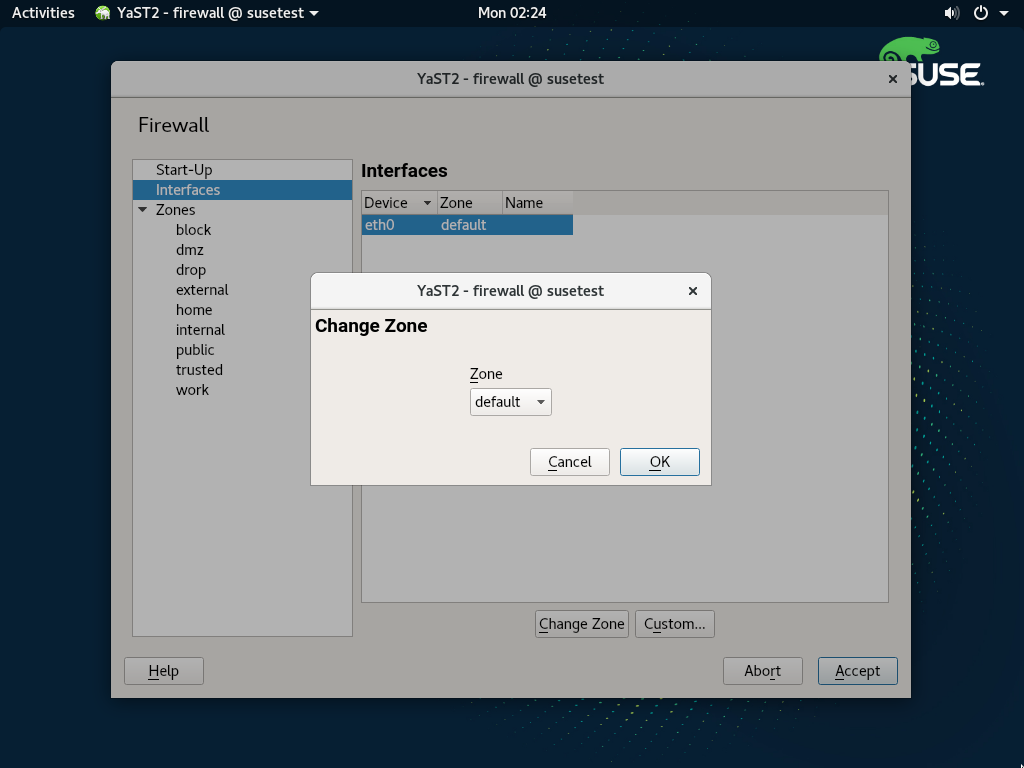 Activities YaST2 - firewall @ susetest Mon 02:24
SUSE
YaST2 - firewall @ susetest
Firewall
Start-Up
Interfaces
Zones
block
dmz
drop
external
home
internal
public
trusted
work
Interfaces
Device Zone Name
eth0 default
YaST2 - firewall @ susetest
Change Zone
Zone
default
Cancel OK
Change Zone Custom...
Help Abort Accept